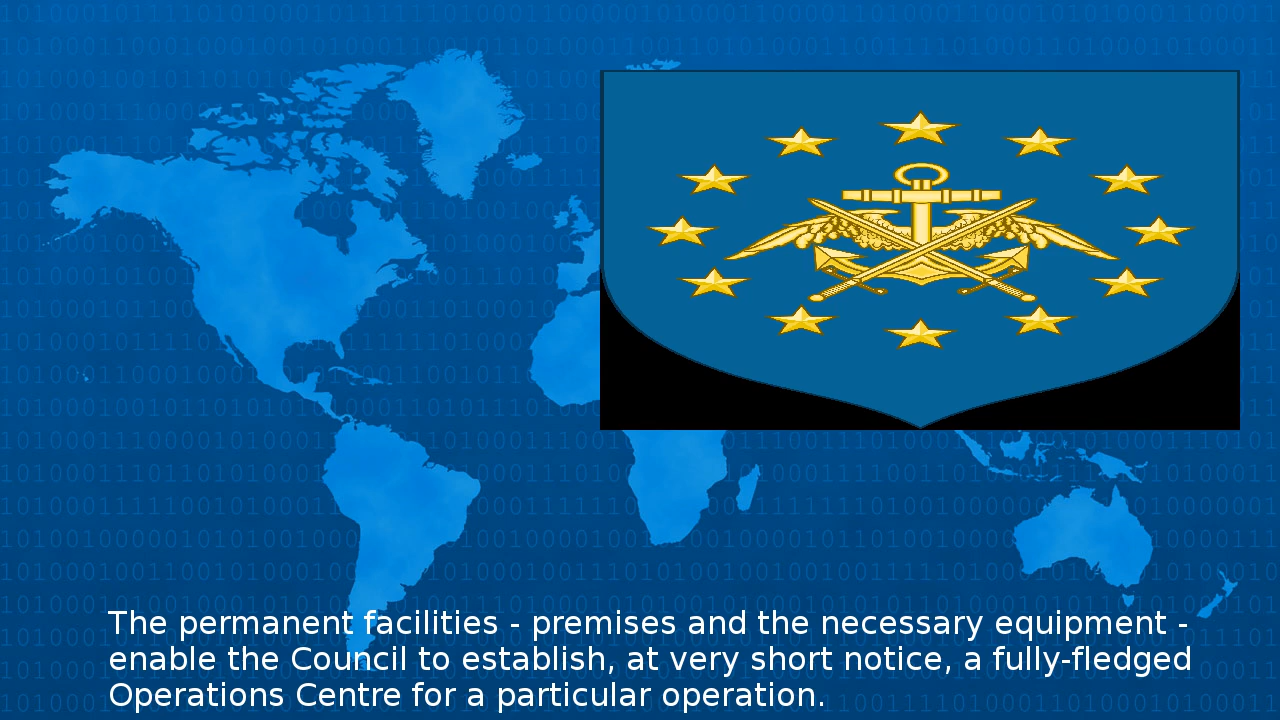 The permanent facilities - premises and the necessary equipment -
enable the Council to establish, at very short notice, a fully-fledged
Operations Centre for a particular operation.